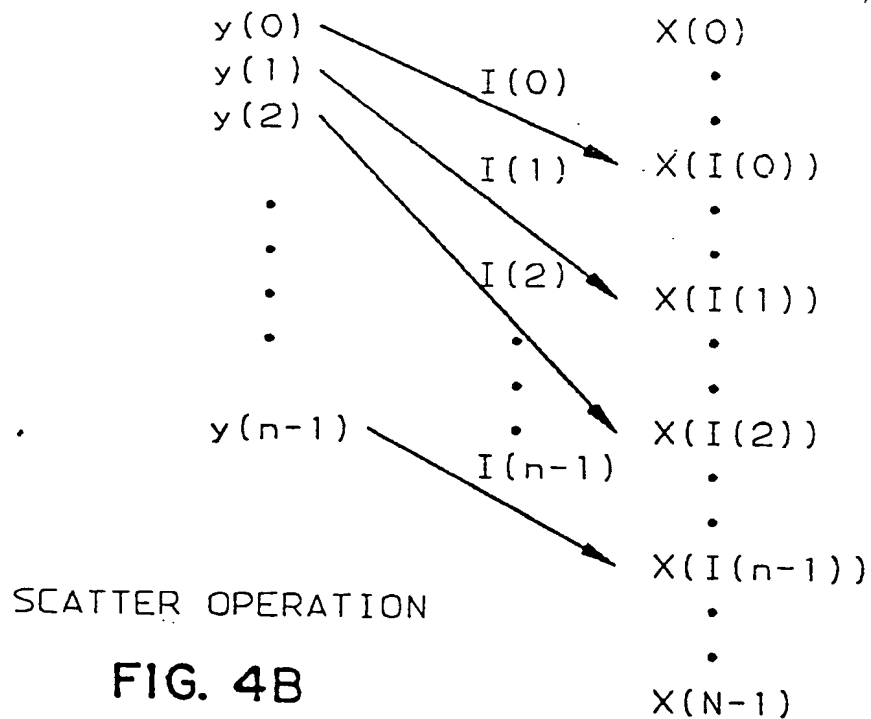 y(0)
y(1)
y(2)
y(n-1)
I(0)
I(1)
I(2)
I(n-1)
X(0)
X(I(0))
X(I(1))
X(I(2))
X(I(n-1))
X(N-1)
SCATTER OPERATION
FIG. 4B